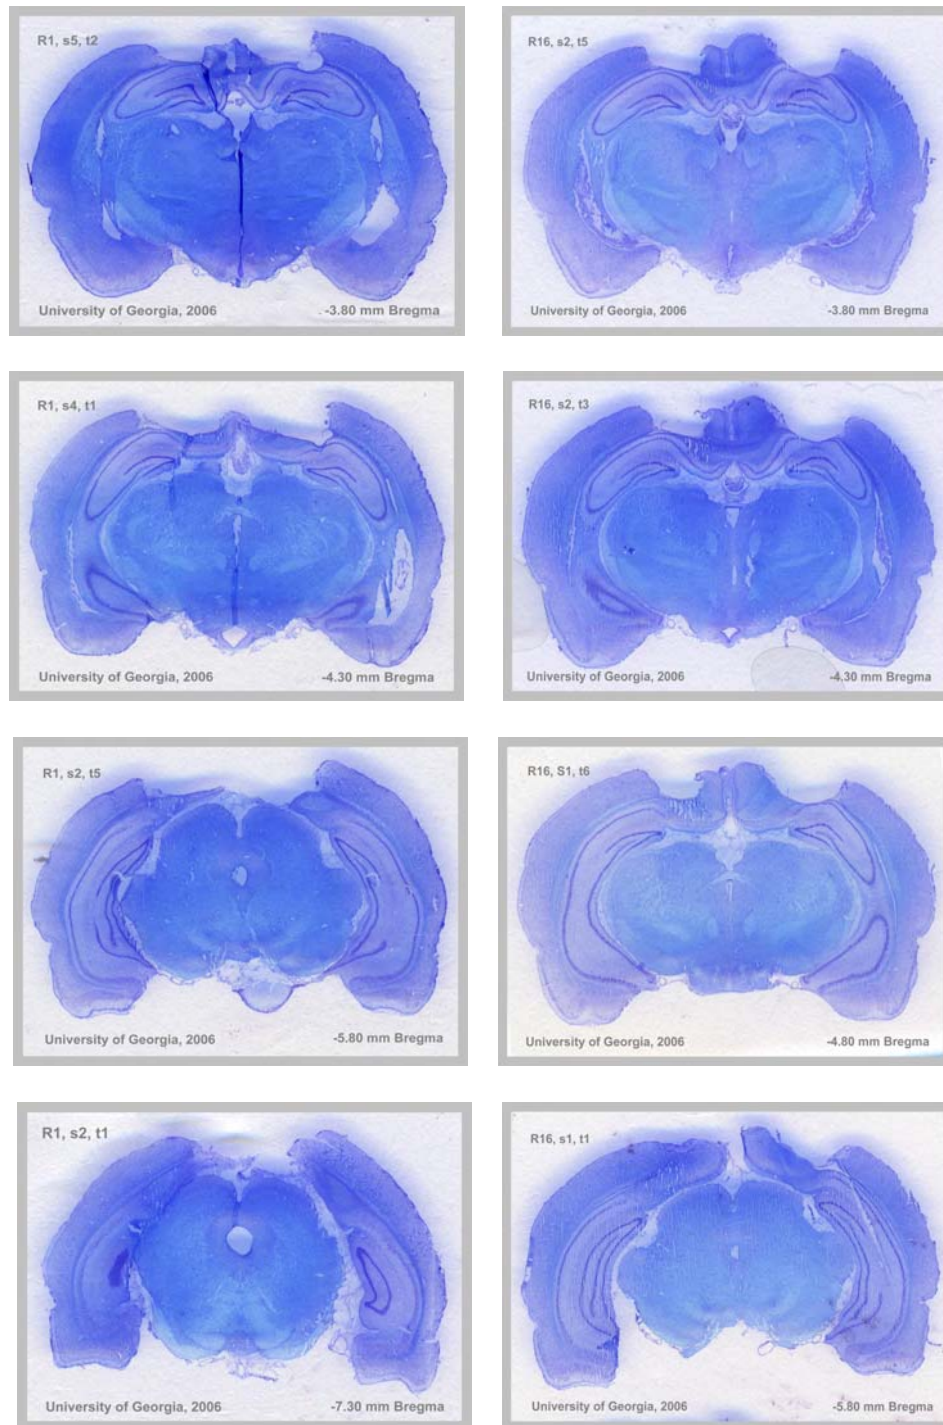 R1, s5, t2
University of Georgia, 2006 -3.80 mm Bregma
R16, s2, t5
University of Georgia, 2006 -3.80 mm Bregma
R1, s4, t1
University of Georgia, 2006 -4.30 mm Bregma
R16, s2, t3
University of Georgia, 2006 -4.30 mm Bregma
R1, s2, t5
University of Georgia, 2006 -5.80 mm Bregma
R16, S1, t6
University of Georgia, 2006 -4.80 mm Bregma
R1, s2, t1
University of Georgia, 2006 -7.30 mm Bregma
R16, s1, t1
University of Georgia, 2006 -5.80 mm Bregma